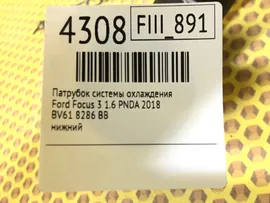 4308 FIII_891
Патрубок системы охлаждения
Ford Focus 3 1.6 PNDA 2018
BV61 8286 BB
нижний